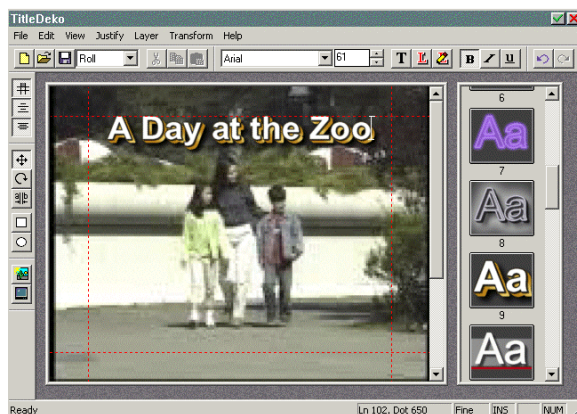 TitleDeko
File Edit View Justify Layer Transform Help
Roll Arial 61 T L B I U
A Day at the Zoo
6
Aa
7
Aa
8
Aa
9
Aa
Ready Ln 102, Dot 650 Fine INS NUM